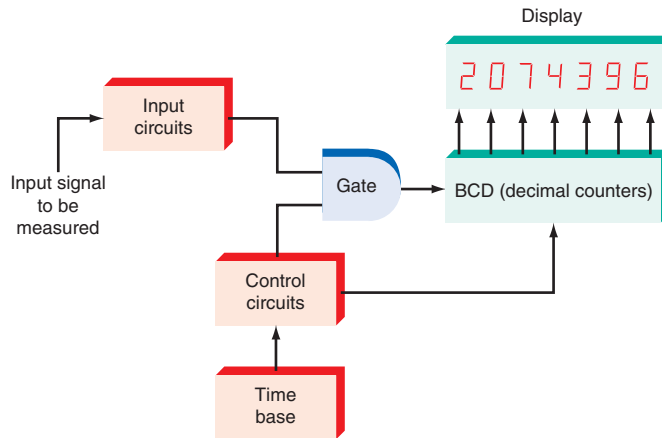 Display
2074396
Input
circuits
Input signal
to be
measured
Gate
BCD (decimal counters)
Control
circuits
Time
base